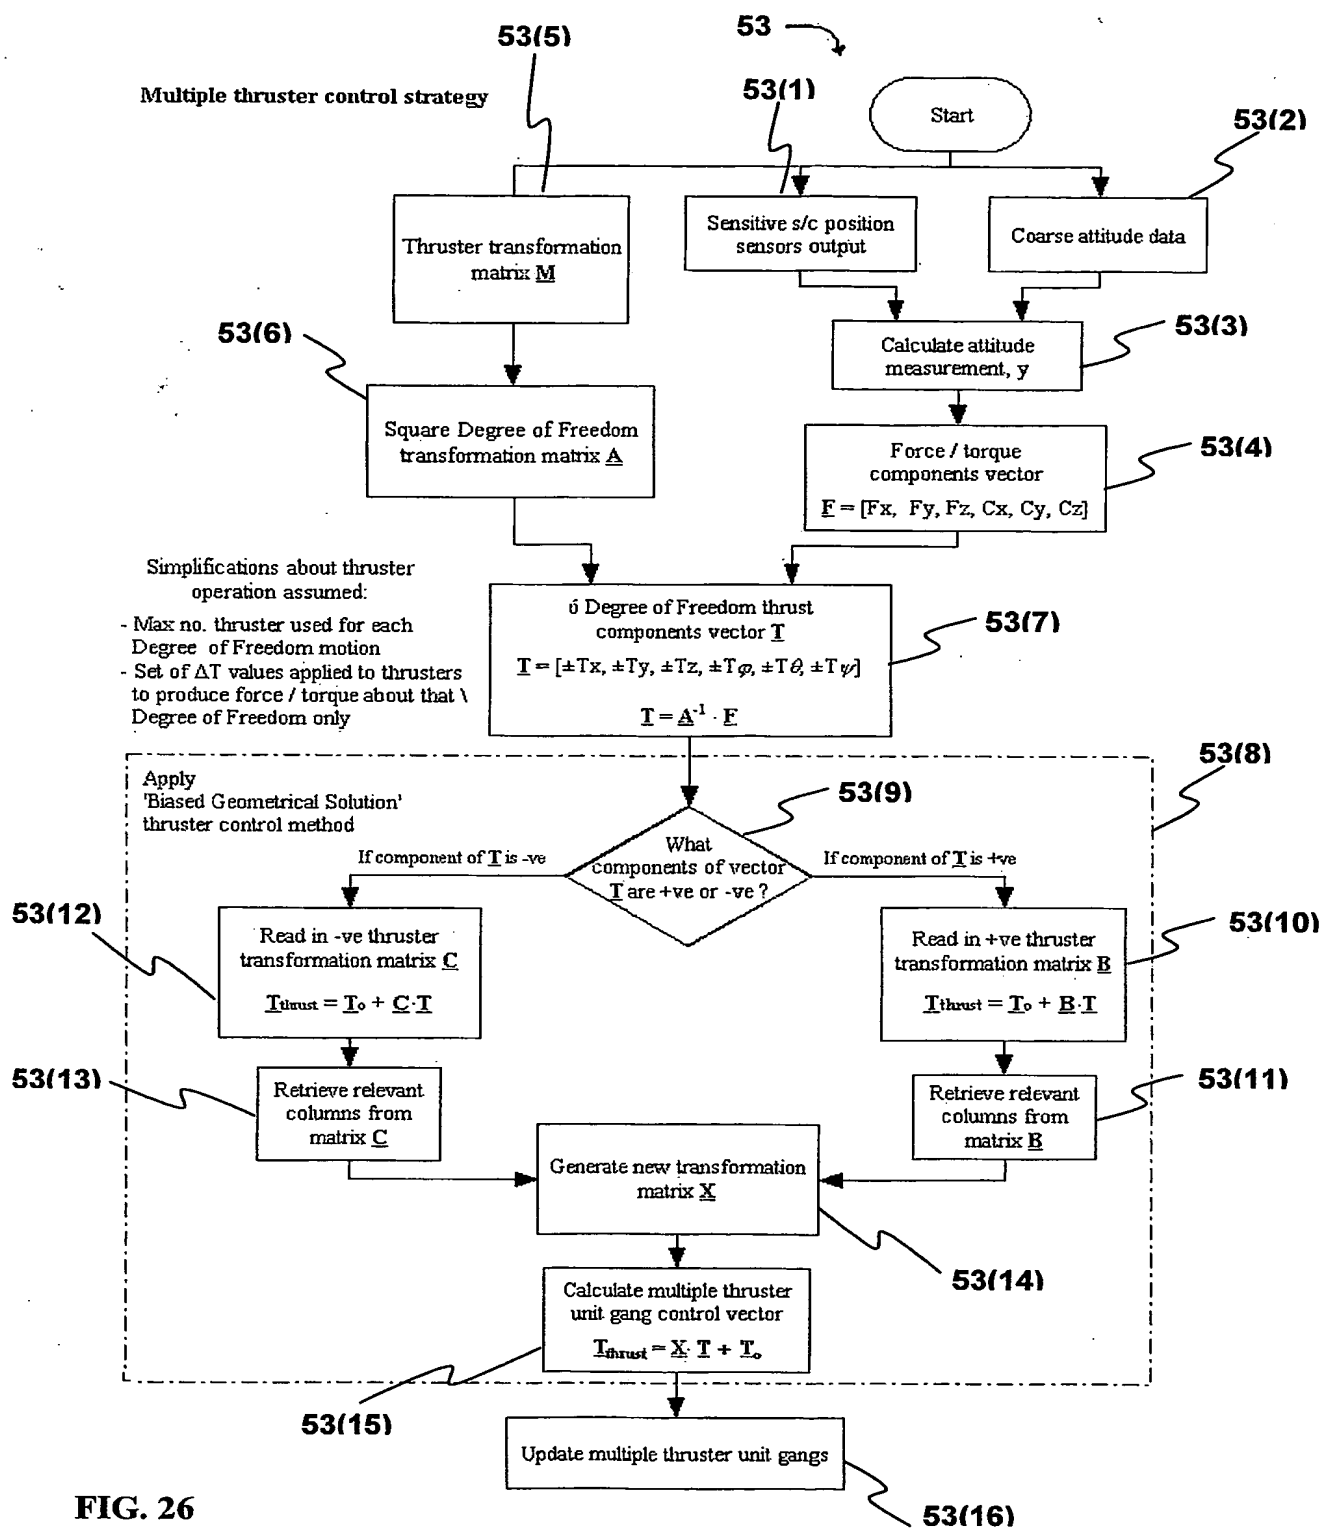 53
53(5)
53(1)
53(2)
Multiple thruster control strategy
Start
Thruster transformation
matrix M
Sensitive s/c position
sensors output
Coarse attitude data
53(6)
53(3)
Calculate attitude
measurement, y
Square Degree of Freedom
transformation matrix A
53(4)
Force / torque
components vector
F = [Fx, Fy, Fz, Cx, Cy, Cz]
Simplifications about thruster
operation assumed:
- Max no. thruster used for each
Degree of Freedom motion
- Set of ΔT values applied to thrusters
to produce force / torque about that \
Degree of Freedom only
6 Degree of Freedom thrust
components vector T
T = [±Tx, ±Ty, ±Tz, ±Tφ, ±Tθ, ±Tψ]
T = A⁻¹ · F
53(7)
53(8)
Apply
'Biased Geometrical Solution'
thruster control method
53(9)
What
components of vector
T are +ve or -ve ?
If component of T is -ve
If component of T is +ve
53(12)
53(10)
Read in -ve thruster
transformation matrix C
Tthrust = To + C·T
Read in +ve thruster
transformation matrix B
Tthrust = To + B·T
53(13)
53(11)
Retrieve relevant
columns from
matrix C
Retrieve relevant
columns from
matrix B
Generate new transformation
matrix X
53(14)
Calculate multiple thruster
unit gang control vector
Tthrust = X· T + To
53(15)
Update multiple thruster unit gangs
53(16)
FIG. 26